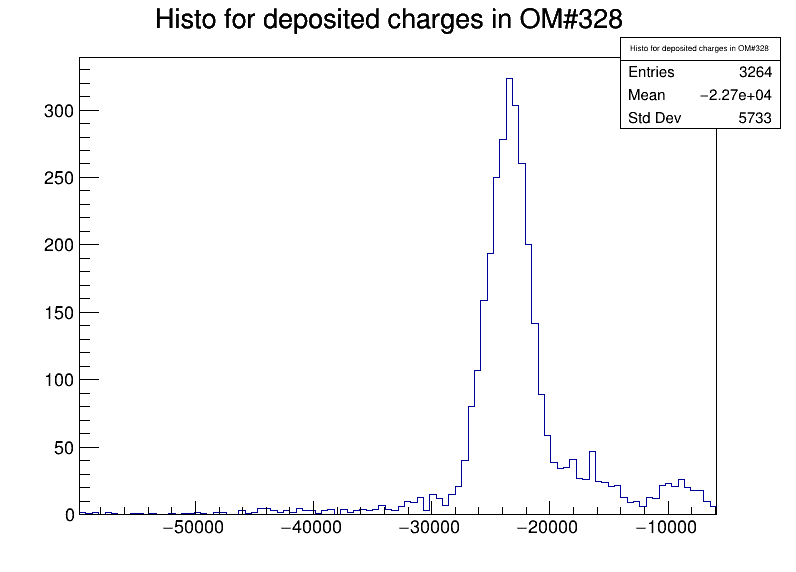 Histo for deposited charges in OM#328
Histo for deposited charges in OM#328
Entries 3264
Mean −2.27e+04
Std Dev 5733
300
250
200
150
100
50
0
−50000 −40000 −30000 −20000 −10000